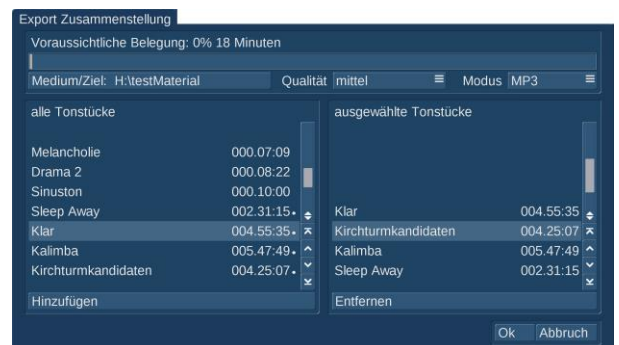 Export Zusammenstellung
Voraussichtliche Belegung: 0% 18 Minuten
Medium/Ziel: H:\testMaterial Qualität mittel Modus MP3
alle Tonstücke
Melancholie 000.07:09
Drama 2 000.08:22
Sinuston 000.10:00
Sleep Away 002.31:15•
Klar 004.55:35•
Kalimba 005.47:49•
Kirchturmkandidaten 004.25:07•
Hinzufügen
ausgewählte Tonstücke
Klar 004.55:35
Kirchturmkandidaten 004.25:07
Kalimba 005.47:49
Sleep Away 002.31:15
Entfernen
Ok Abbruch